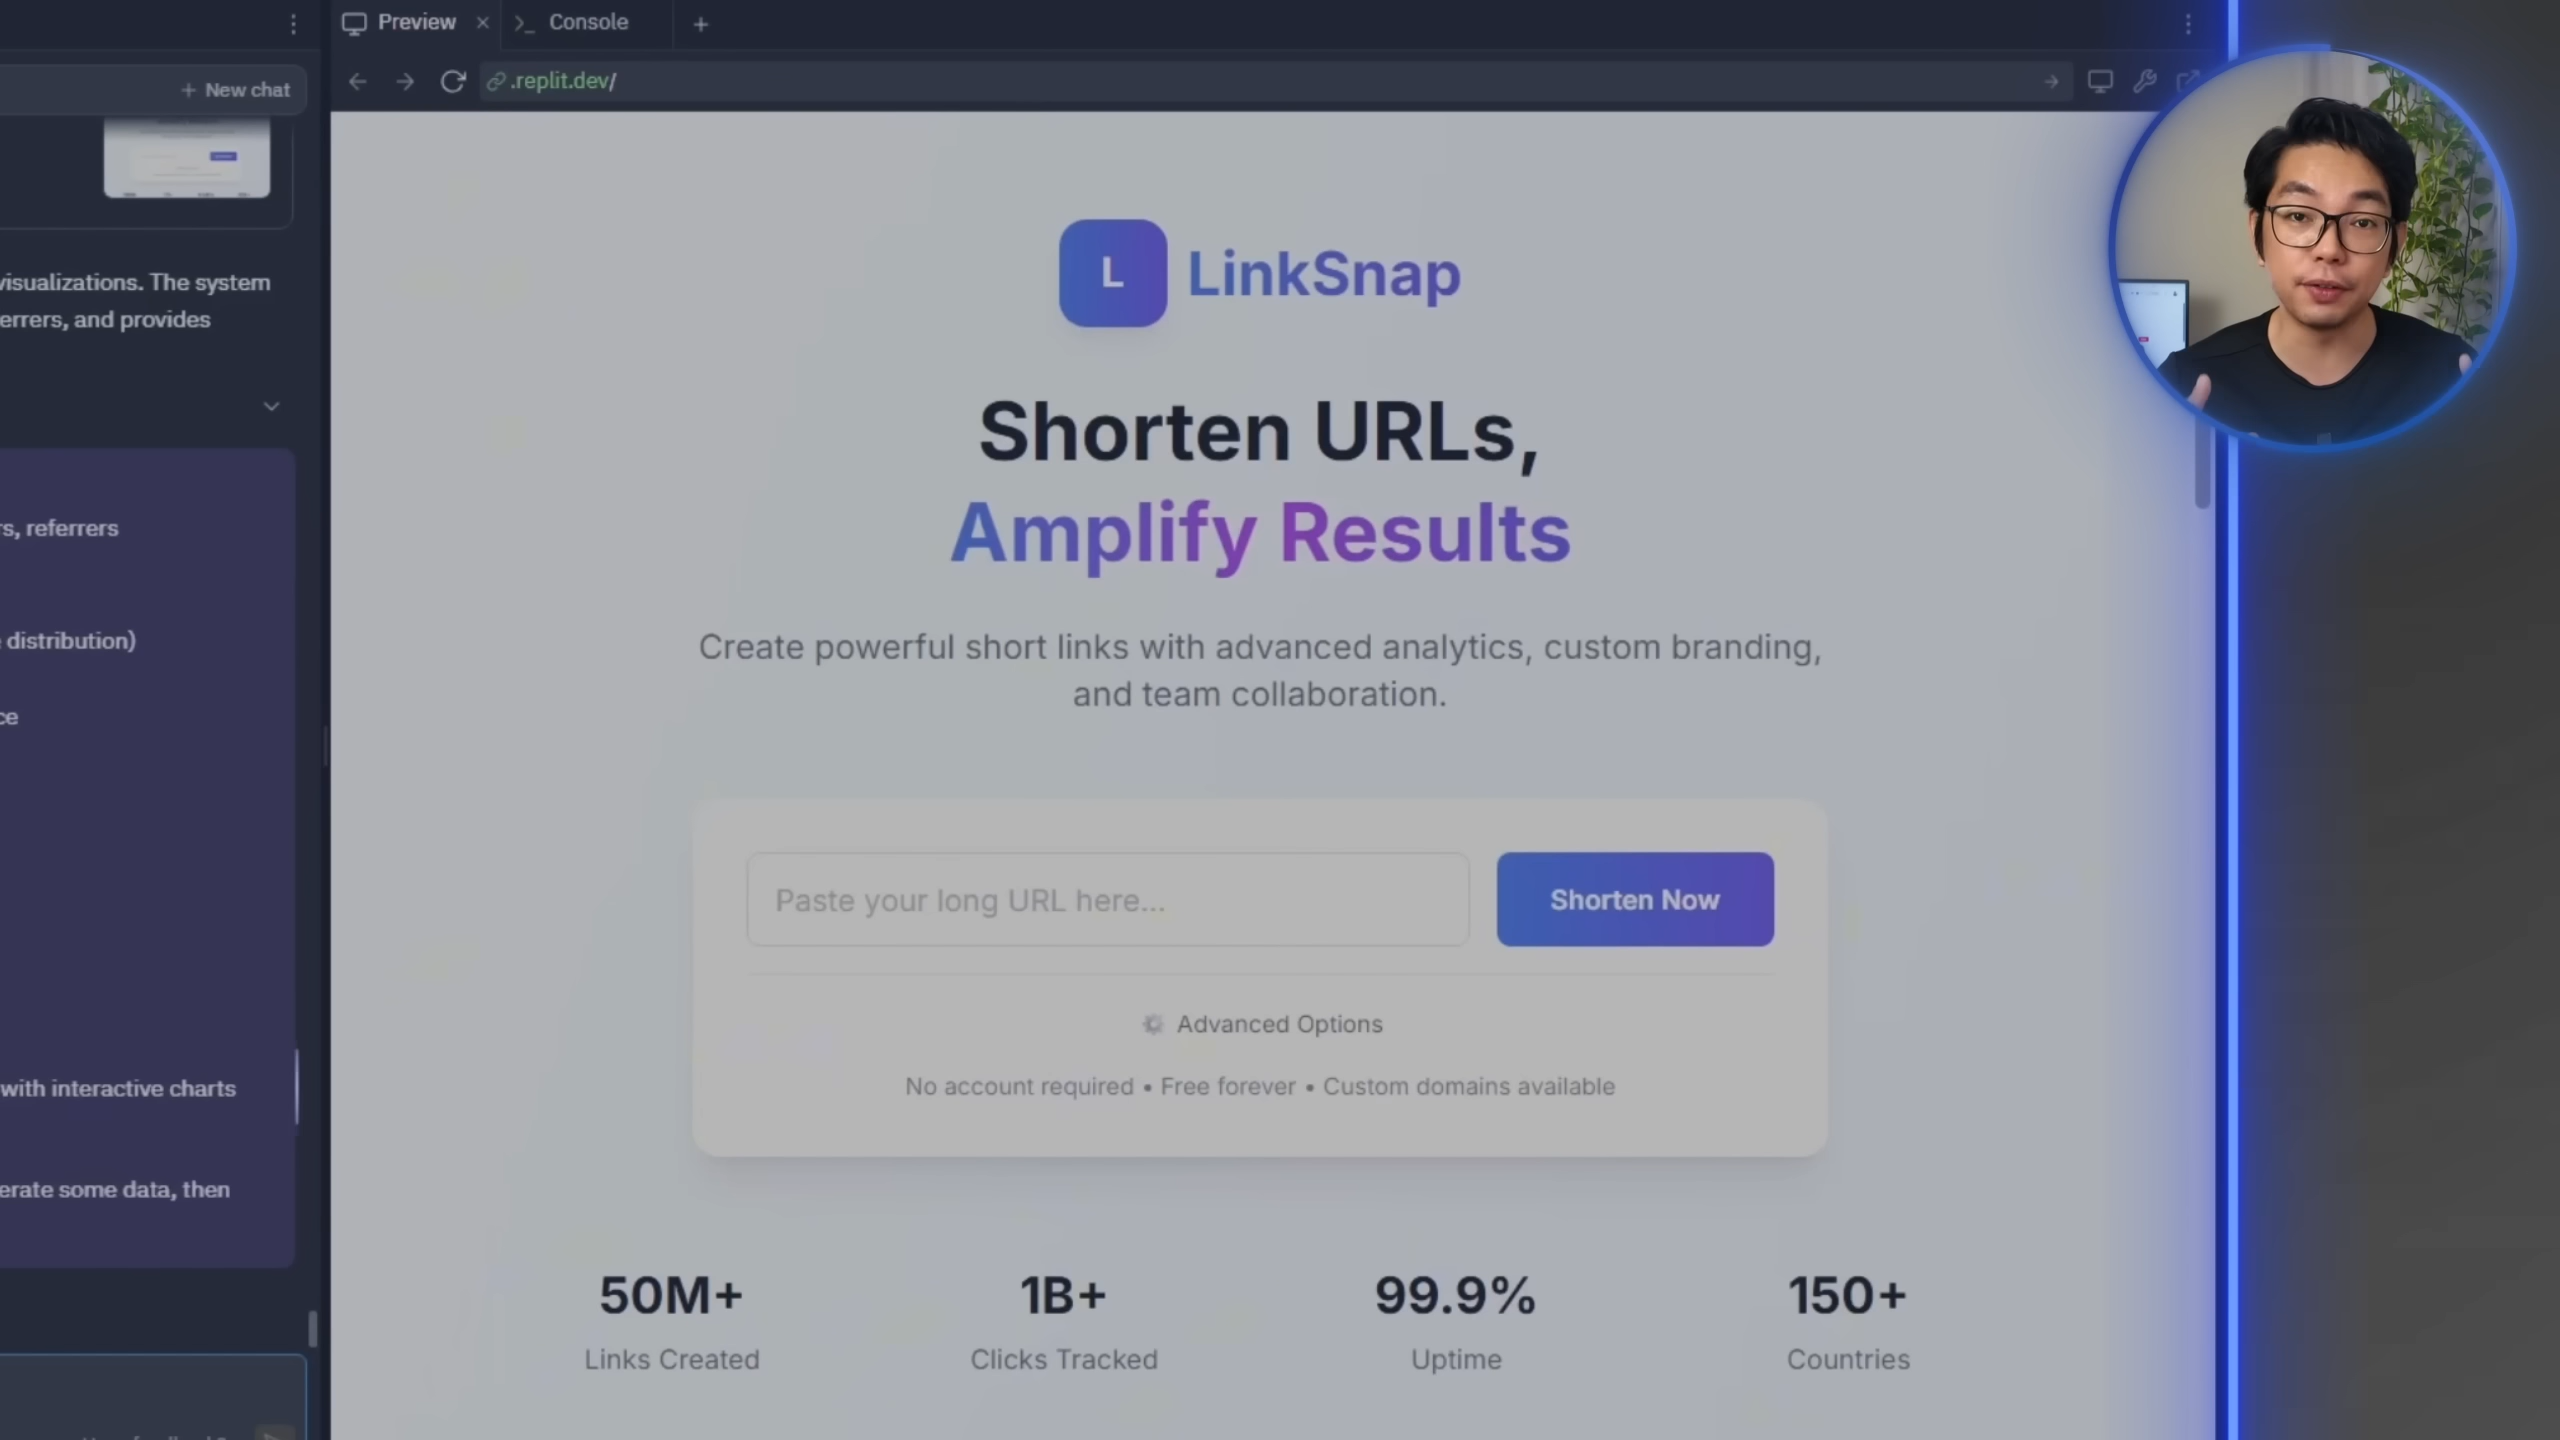 Preview
Console
New chat
.replit.dev/
visualizations. The system
errers, and provides
referrers
distribution)
with interactive charts
erate some data, then
L
LinkSnap
Shorten URLs,
Amplify Results
Create powerful short links with advanced analytics, custom branding,
and team collaboration.
Paste your long URL here...
Shorten Now
Advanced Options
No account required • Free forever • Custom domains available
50M+
Links Created
1B+
Clicks Tracked
99.9%
Uptime
150+
Countries